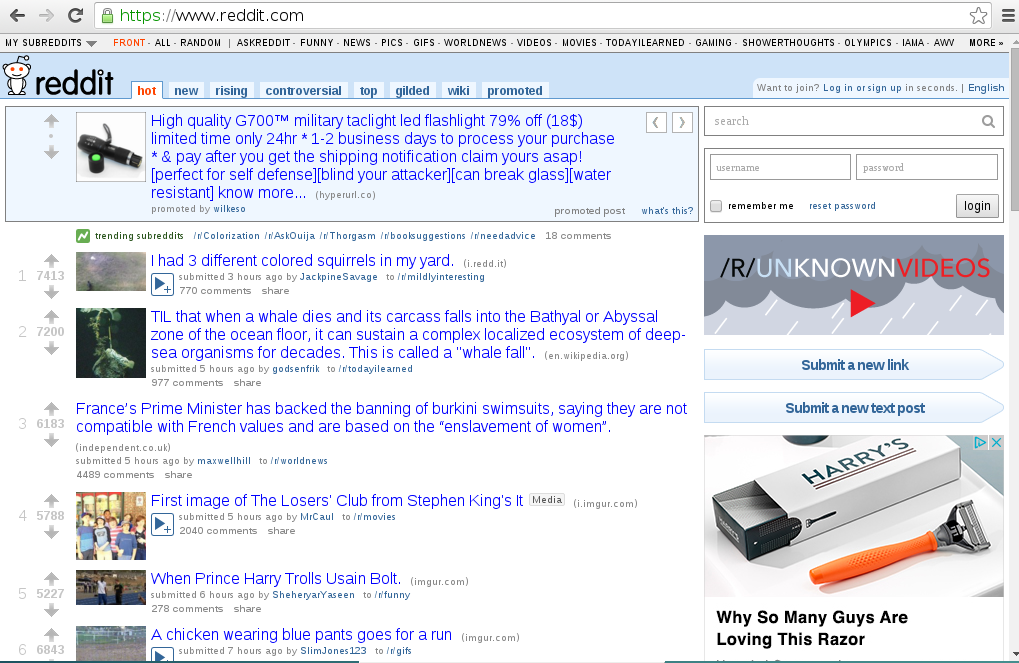 https://www.reddit.com
MY SUBREDDITS FRONT - ALL - RANDOM | ASKREDDIT - FUNNY - NEWS - PICS - GIFS - WORLDNEWS - VIDEOS - MOVIES - TODAYILEARNED - GAMING - SHOWERTHOUGHTS - OLYMPICS - IAMA - AWW MORE »
reddit hot new rising controversial top gilded wiki promoted
Want to join? Log in or sign up in seconds. | English
High quality G700™ military taclight led flashlight 79% off (18$)
limited time only 24hr * 1-2 business days to process your purchase
* & pay after you get the shipping notification claim yours asap!
[perfect for self defense][blind your attacker][can break glass][water
resistant] know more... (hyperurl.co)
promoted by wilkeso
promoted post what's this?
search
username password
remember me reset password login
trending subreddits /r/Colorization /r/AskOuija /r/Thorgasm /r/booksuggestions /r/needadvice 18 comments
1 7413
I had 3 different colored squirrels in my yard. (i.redd.it)
submitted 3 hours ago by JackpineSavage to /r/mildlyinteresting
770 comments share
/R/UNKNOWNVIDEOS
2 7200
TIL that when a whale dies and its carcass falls into the Bathyal or Abyssal
zone of the ocean floor, it can sustain a complex localized ecosystem of deep-
sea organisms for decades. This is called a "whale fall". (en.wikipedia.org)
submitted 5 hours ago by godsenfrik to /r/todayilearned
977 comments share
Submit a new link
Submit a new text post
3 6183
France's Prime Minister has backed the banning of burkini swimsuits, saying they are not
compatible with French values and are based on the “enslavement of women”.
(independent.co.uk)
submitted 5 hours ago by maxwellhill to /r/worldnews
4489 comments share
4 5788
First image of The Losers' Club from Stephen King's It Media (i.imgur.com)
submitted 5 hours ago by MrCaul to /r/movies
2040 comments share
5 5227
When Prince Harry Trolls Usain Bolt. (imgur.com)
submitted 6 hours ago by SheheryarYaseen to /r/funny
278 comments share
6 6843
A chicken wearing blue pants goes for a run (imgur.com)
submitted 7 hours ago by SlimJones123 to /r/gifs
HARRY'S
Why So Many Guys Are
Loving This Razor